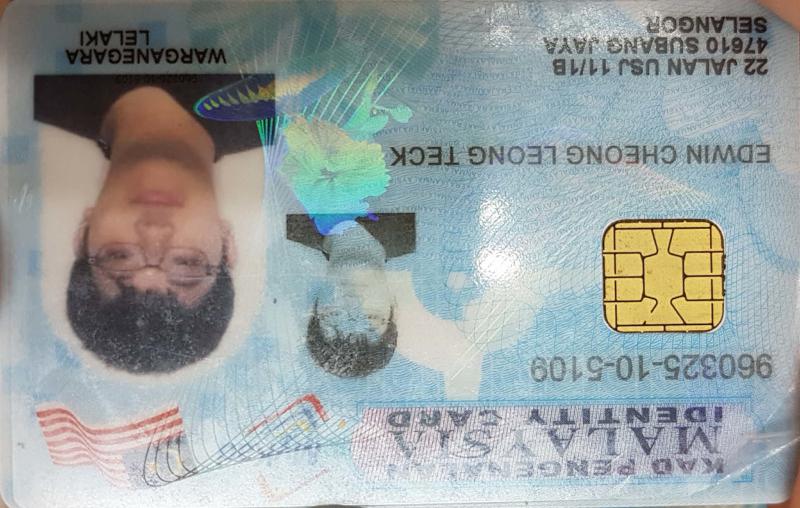 KAD PENGENALAN
MALAYSIA
IDENTITY CARD
960325-10-5109
EDWIN CHEONG LEONG TECK
22 JALAN USJ 11/1B
47610 SUBANG JAYA
SELANGOR
WARGANEGARA
LELAKI